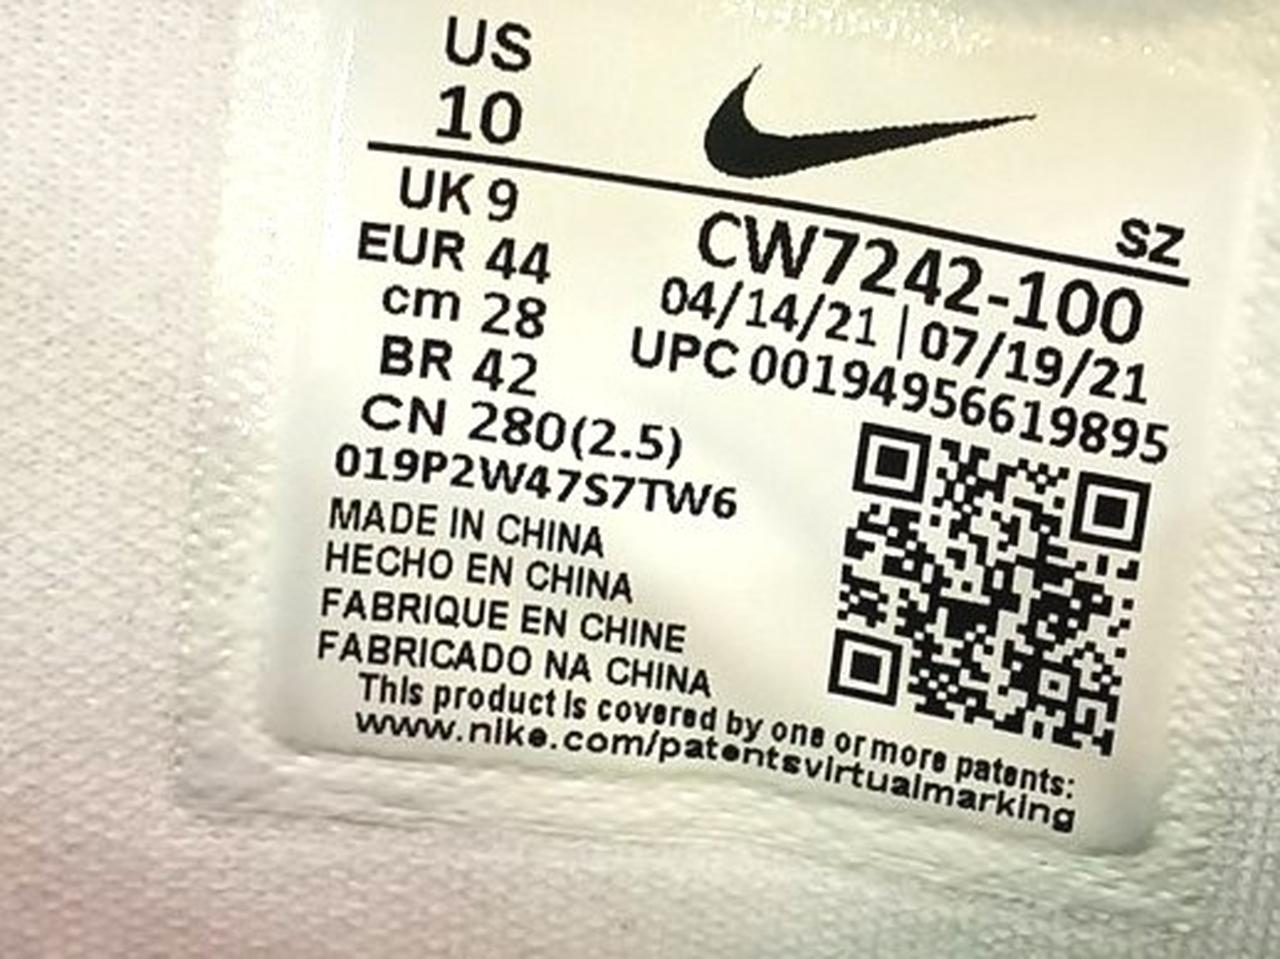 US
10
SZ
UK 9
EUR 44
cm 28
BR 42
CN 280(2.5)
019P2W47S7TW6
CW7242-100
04/14/21 | 07/19/21
UPC 00194956619895
MADE IN CHINA
HECHO EN CHINA
FABRIQUE EN CHINE
FABRICADO NA CHINA
This product is covered by one or more patents:
www.nike.com/patentsvirtualmarking